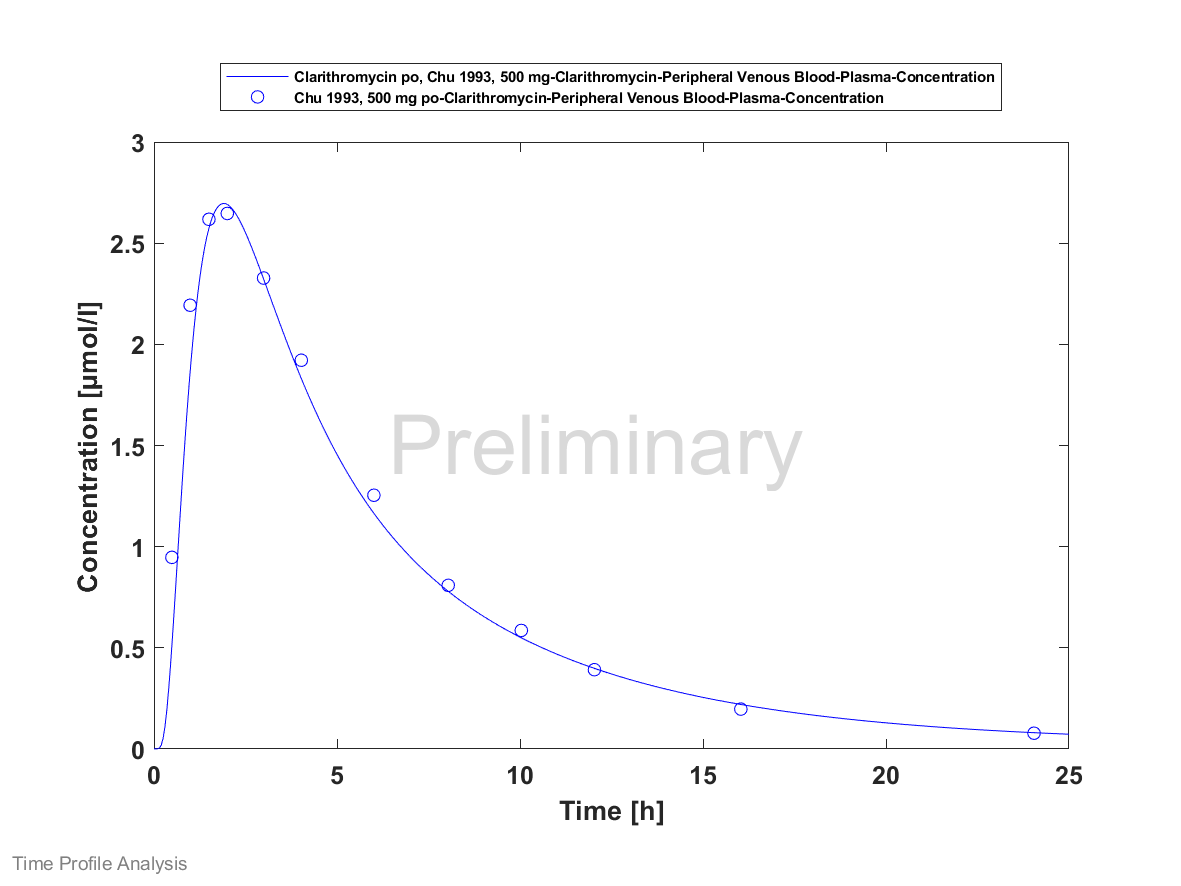 Clarithromycin po, Chu 1993, 500 mg-Clarithromycin-Peripheral Venous Blood-Plasma-Concentration
Chu 1993, 500 mg po-Clarithromycin-Peripheral Venous Blood-Plasma-Concentration
3
2.5
2
1.5
1
0.5
0
Concentration [µmol/l]
Preliminary
0 5 10 15 20 25
Time [h]
Time Profile Analysis